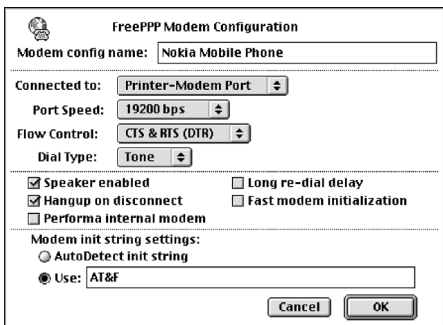 FreePPP Modem Configuration
Modem config name: Nokia Mobile Phone
Connected to: Printer-Modem Port
Port Speed: 19200 bps
Flow Control: CTS & RTS (DTR)
Dial Type: Tone
Speaker enabled Long re-dial delay
Hangup on disconnect Fast modem initialization
Performa internal modem
Modem init string settings:
AutoDetect init string
Use: AT&F
Cancel OK